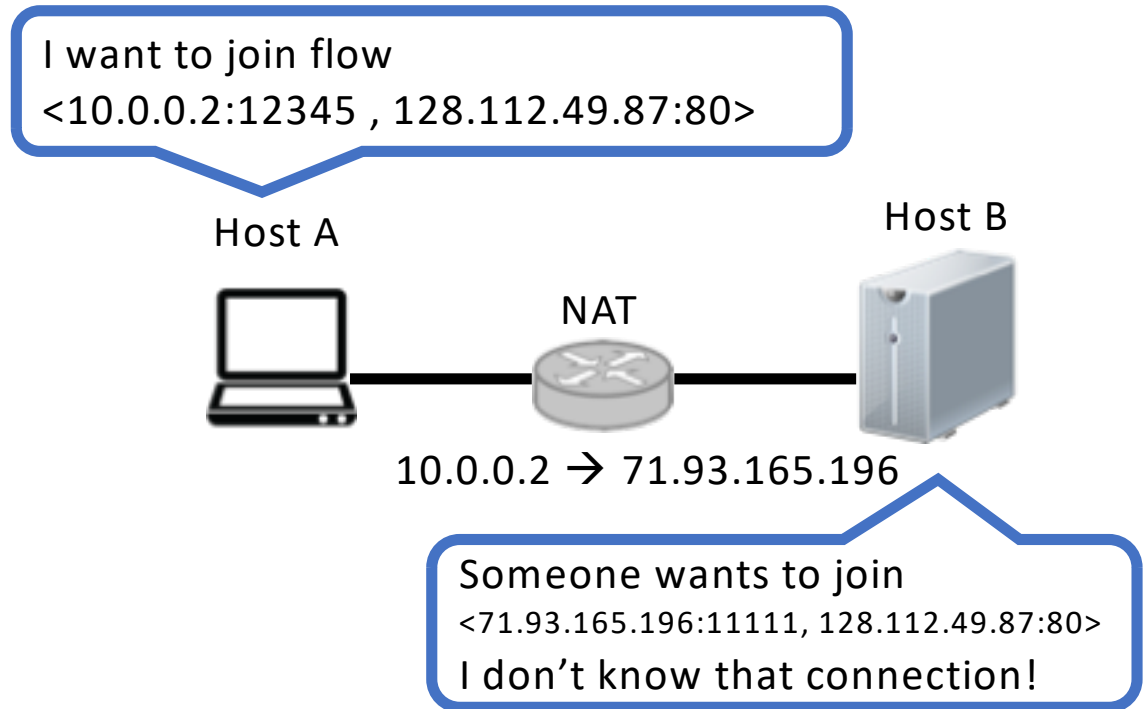 I want to join flow
<10.0.0.2:12345 , 128.112.49.87:80>
Host A
Host B
NAT
10.0.0.2 → 71.93.165.196
Someone wants to join
<71.93.165.196:11111, 128.112.49.87:80>
I don’t know that connection!